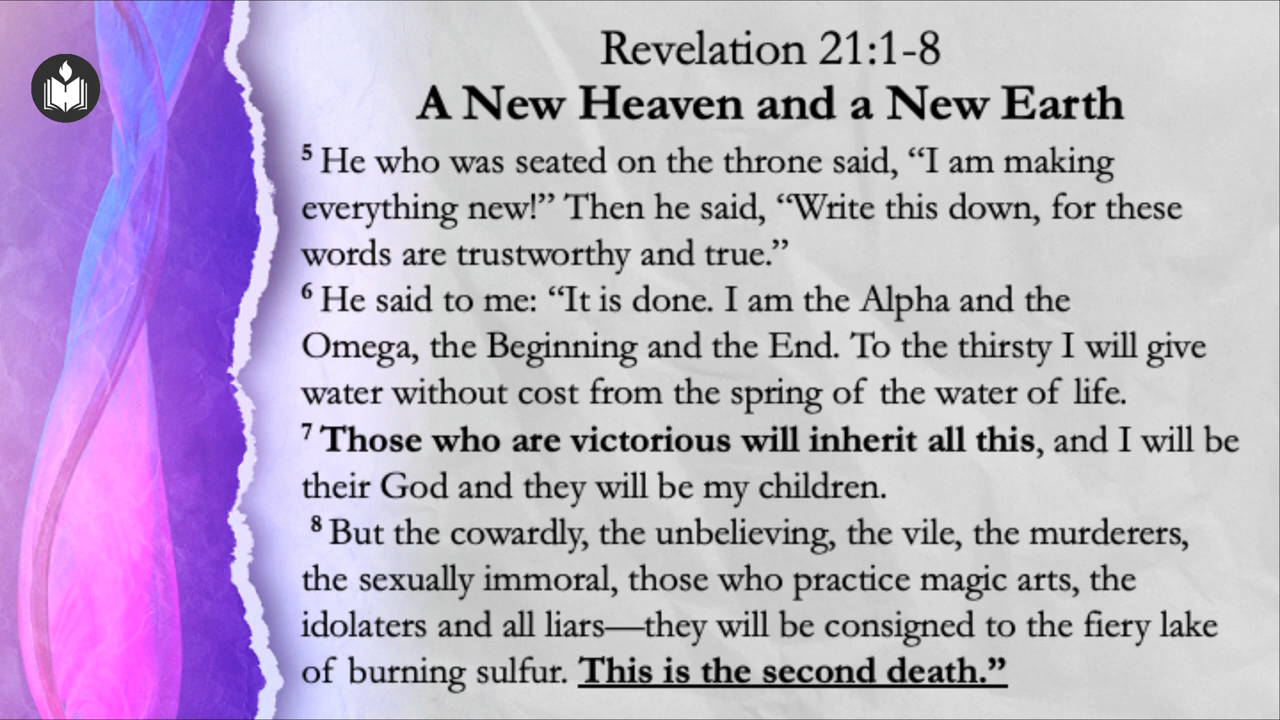 Revelation 21:1-8
A New Heaven and a New Earth
⁵ He who was seated on the throne said, “I am making
everything new!” Then he said, “Write this down, for these
words are trustworthy and true.”
⁶ He said to me: “It is done. I am the Alpha and the
Omega, the Beginning and the End. To the thirsty I will give
water without cost from the spring of the water of life.
⁷ Those who are victorious will inherit all this, and I will be
their God and they will be my children.
⁸ But the cowardly, the unbelieving, the vile, the murderers,
the sexually immoral, those who practice magic arts, the
idolaters and all liars—they will be consigned to the fiery lake
of burning sulfur. This is the second death.”